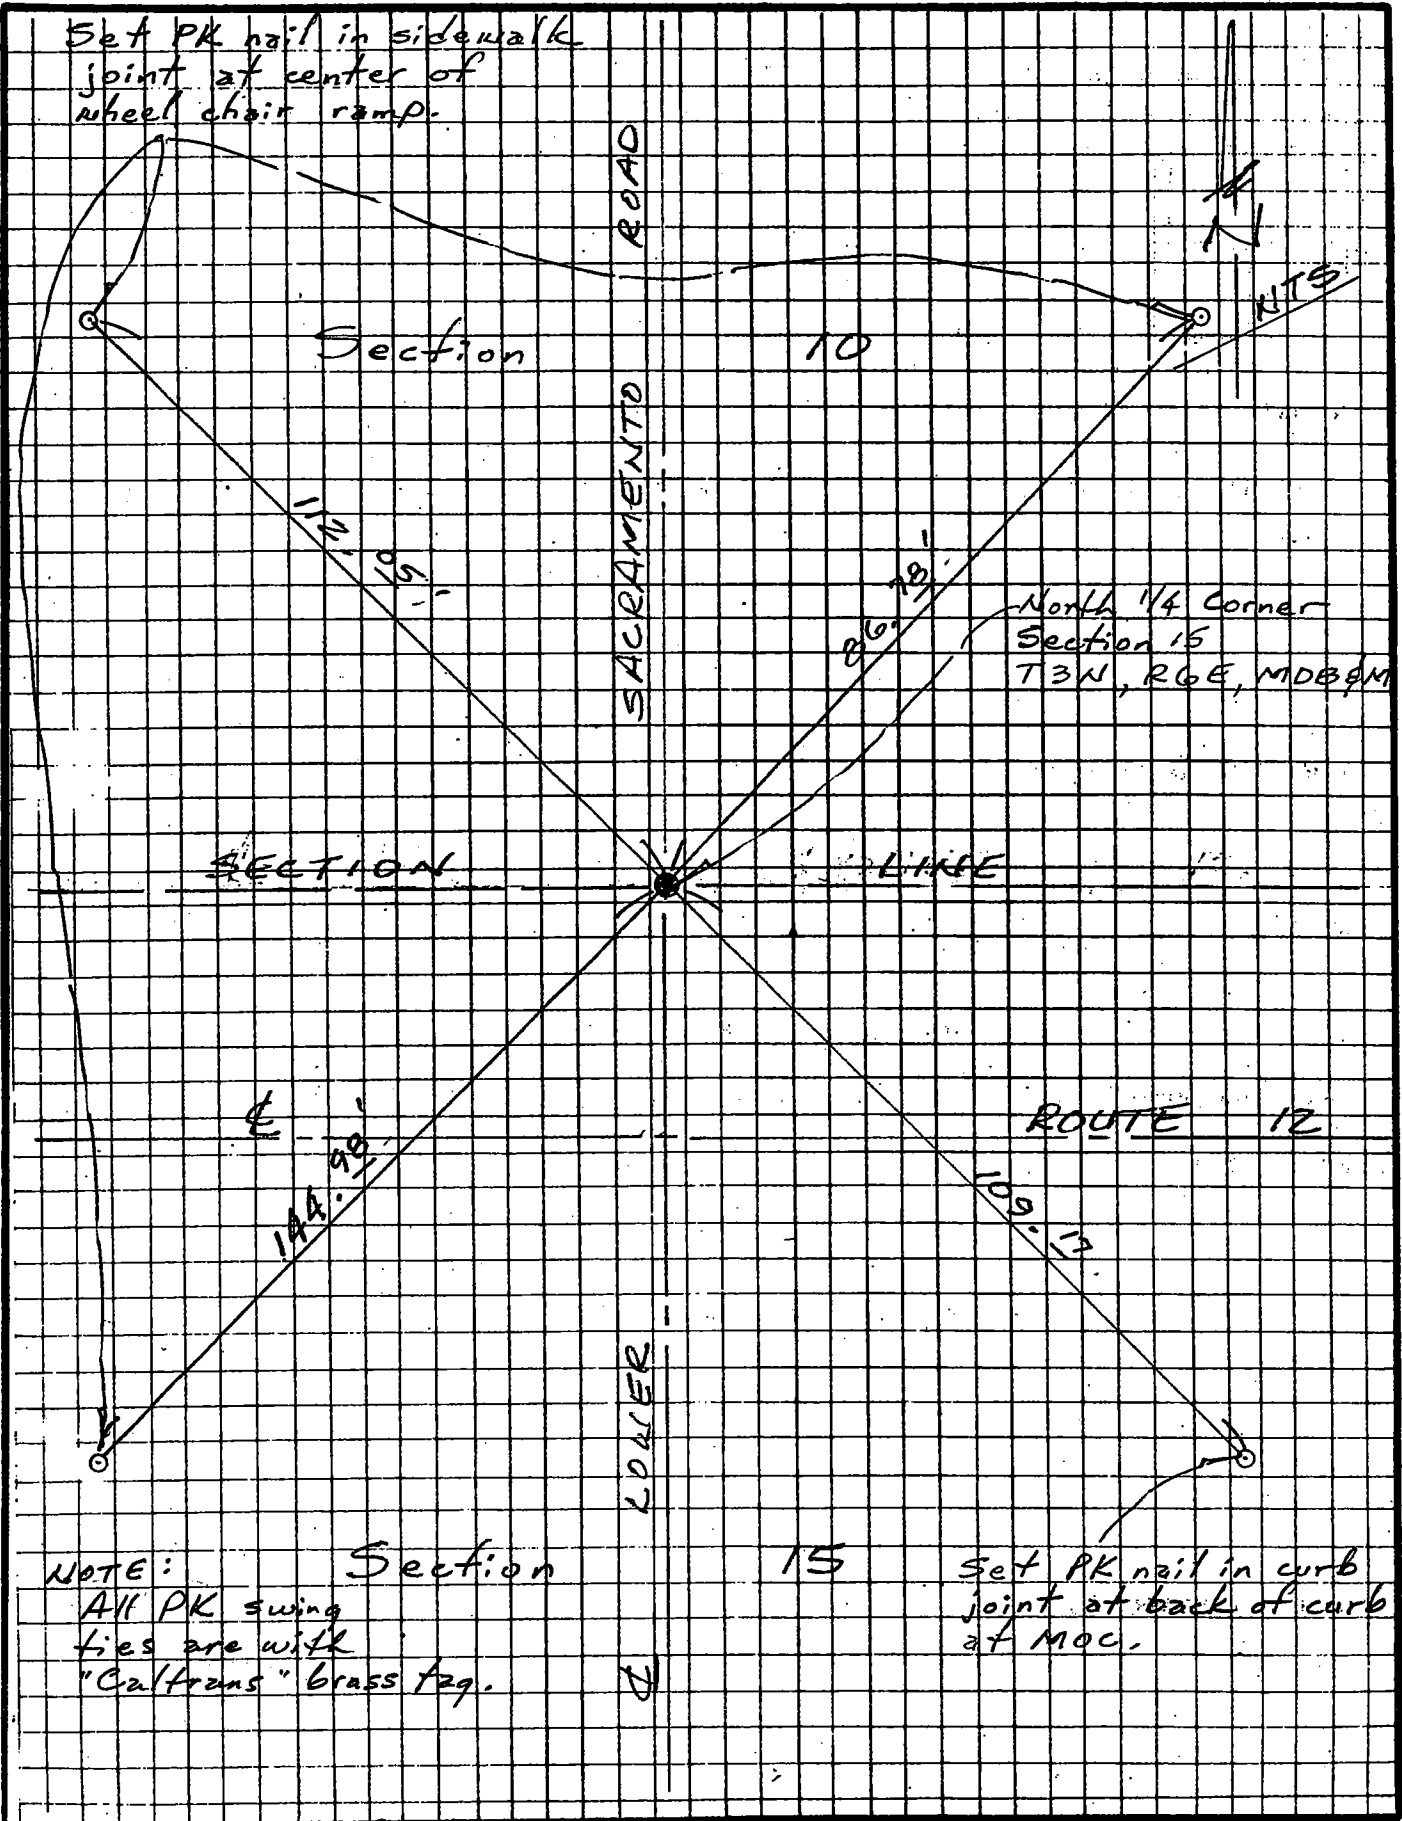 Set PK nail in sidewalk
joint at center of
wheel chair ramp.
N
NTS
ROAD
Section 10
SACRAMENTO
112.05'
86.78'
North 1/4 Corner
Section 15
T3N, R6E, MDB&M
SECTION LINE
℄ ROUTE 12
144.98'
109.17
LOWER
Section 15
NOTE:
All PK swing
ties are with
"Caltrans" brass tag.
Set PK nail in curb
joint at back of curb
at MOC.
℄